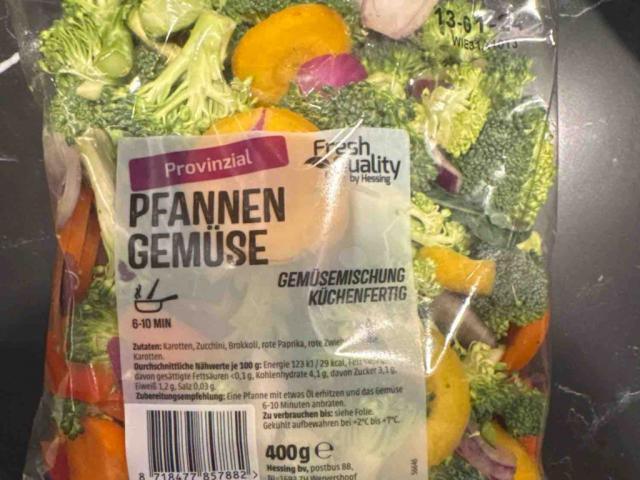 13-01
WIE31
Fresh
Quality
by Hessing
Provinzial
PFANNEN
GEMÜSE
GEMÜSEMISCHUNG
KÜCHENFERTIG
6-10 MIN
Zutaten: Karotten, Zucchini, Brokkoli, rote Paprika, rote
Karotten.
Durchschnittliche Nährwerte je 100 g: Energie 123 kJ / 29 kcal, Fett
davon gesättigte Fettsäuren <0,1 g, Kohlenhydrate 4,1 g, davon Zucker 3,1 g,
Eiweiß 1,2 g, Salz 0,03 g.
Zubereitungsempfehlung: Eine Pfanne mit etwas Öl erhitzen und das Gemüse
6-10 Minuten anbraten.
Zu verbrauchen bis: siehe Folie.
Gekühlt aufbewahren bei +2°C bis +7°C.
400g e
Hessing bv, postbus 88,
Wervershoof
8 718477 857882 >